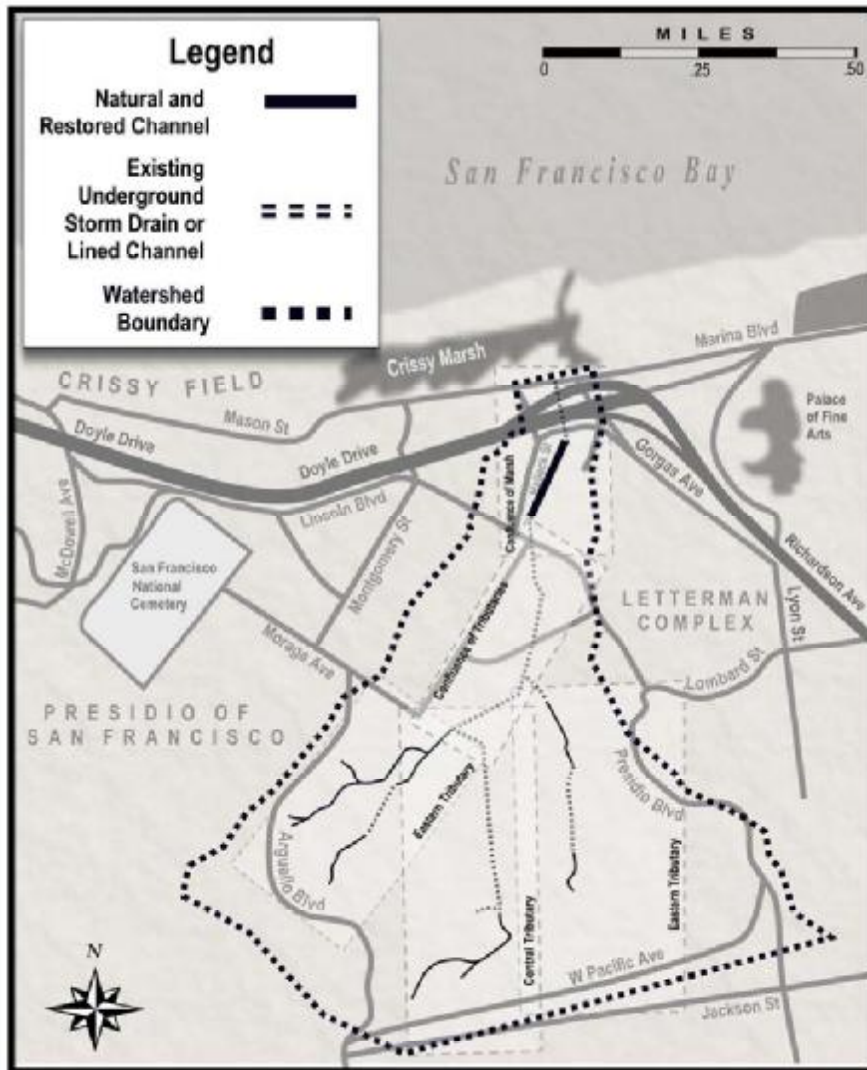 Legend
Natural and
Restored Channel
Existing
Underground
Storm Drain or
Lined Channel
Watershed
Boundary
MILES
0 .25 .50
San Francisco Bay
Crissy Marsh
Marina Blvd
CRISSY FIELD
Mason St
Palace
of Fine
Arts
Doyle Drive
Doyle Drive
Gorgas Ave
Lincoln Blvd
McDowell Ave
Confluence of Marsh
Richardson Ave
San Francisco
National
Cemetery
Montgomery St
LETTERMAN
COMPLEX
Lyon St
Moraga Ave
Confluence of Tributaries
Lombard St
PRESIDIO OF
SAN FRANCISCO
Presidio Blvd
Eastern Tributary
Arguello Blvd
Eastern Tributary
Central Tributary
W Pacific Ave
Jackson St
N